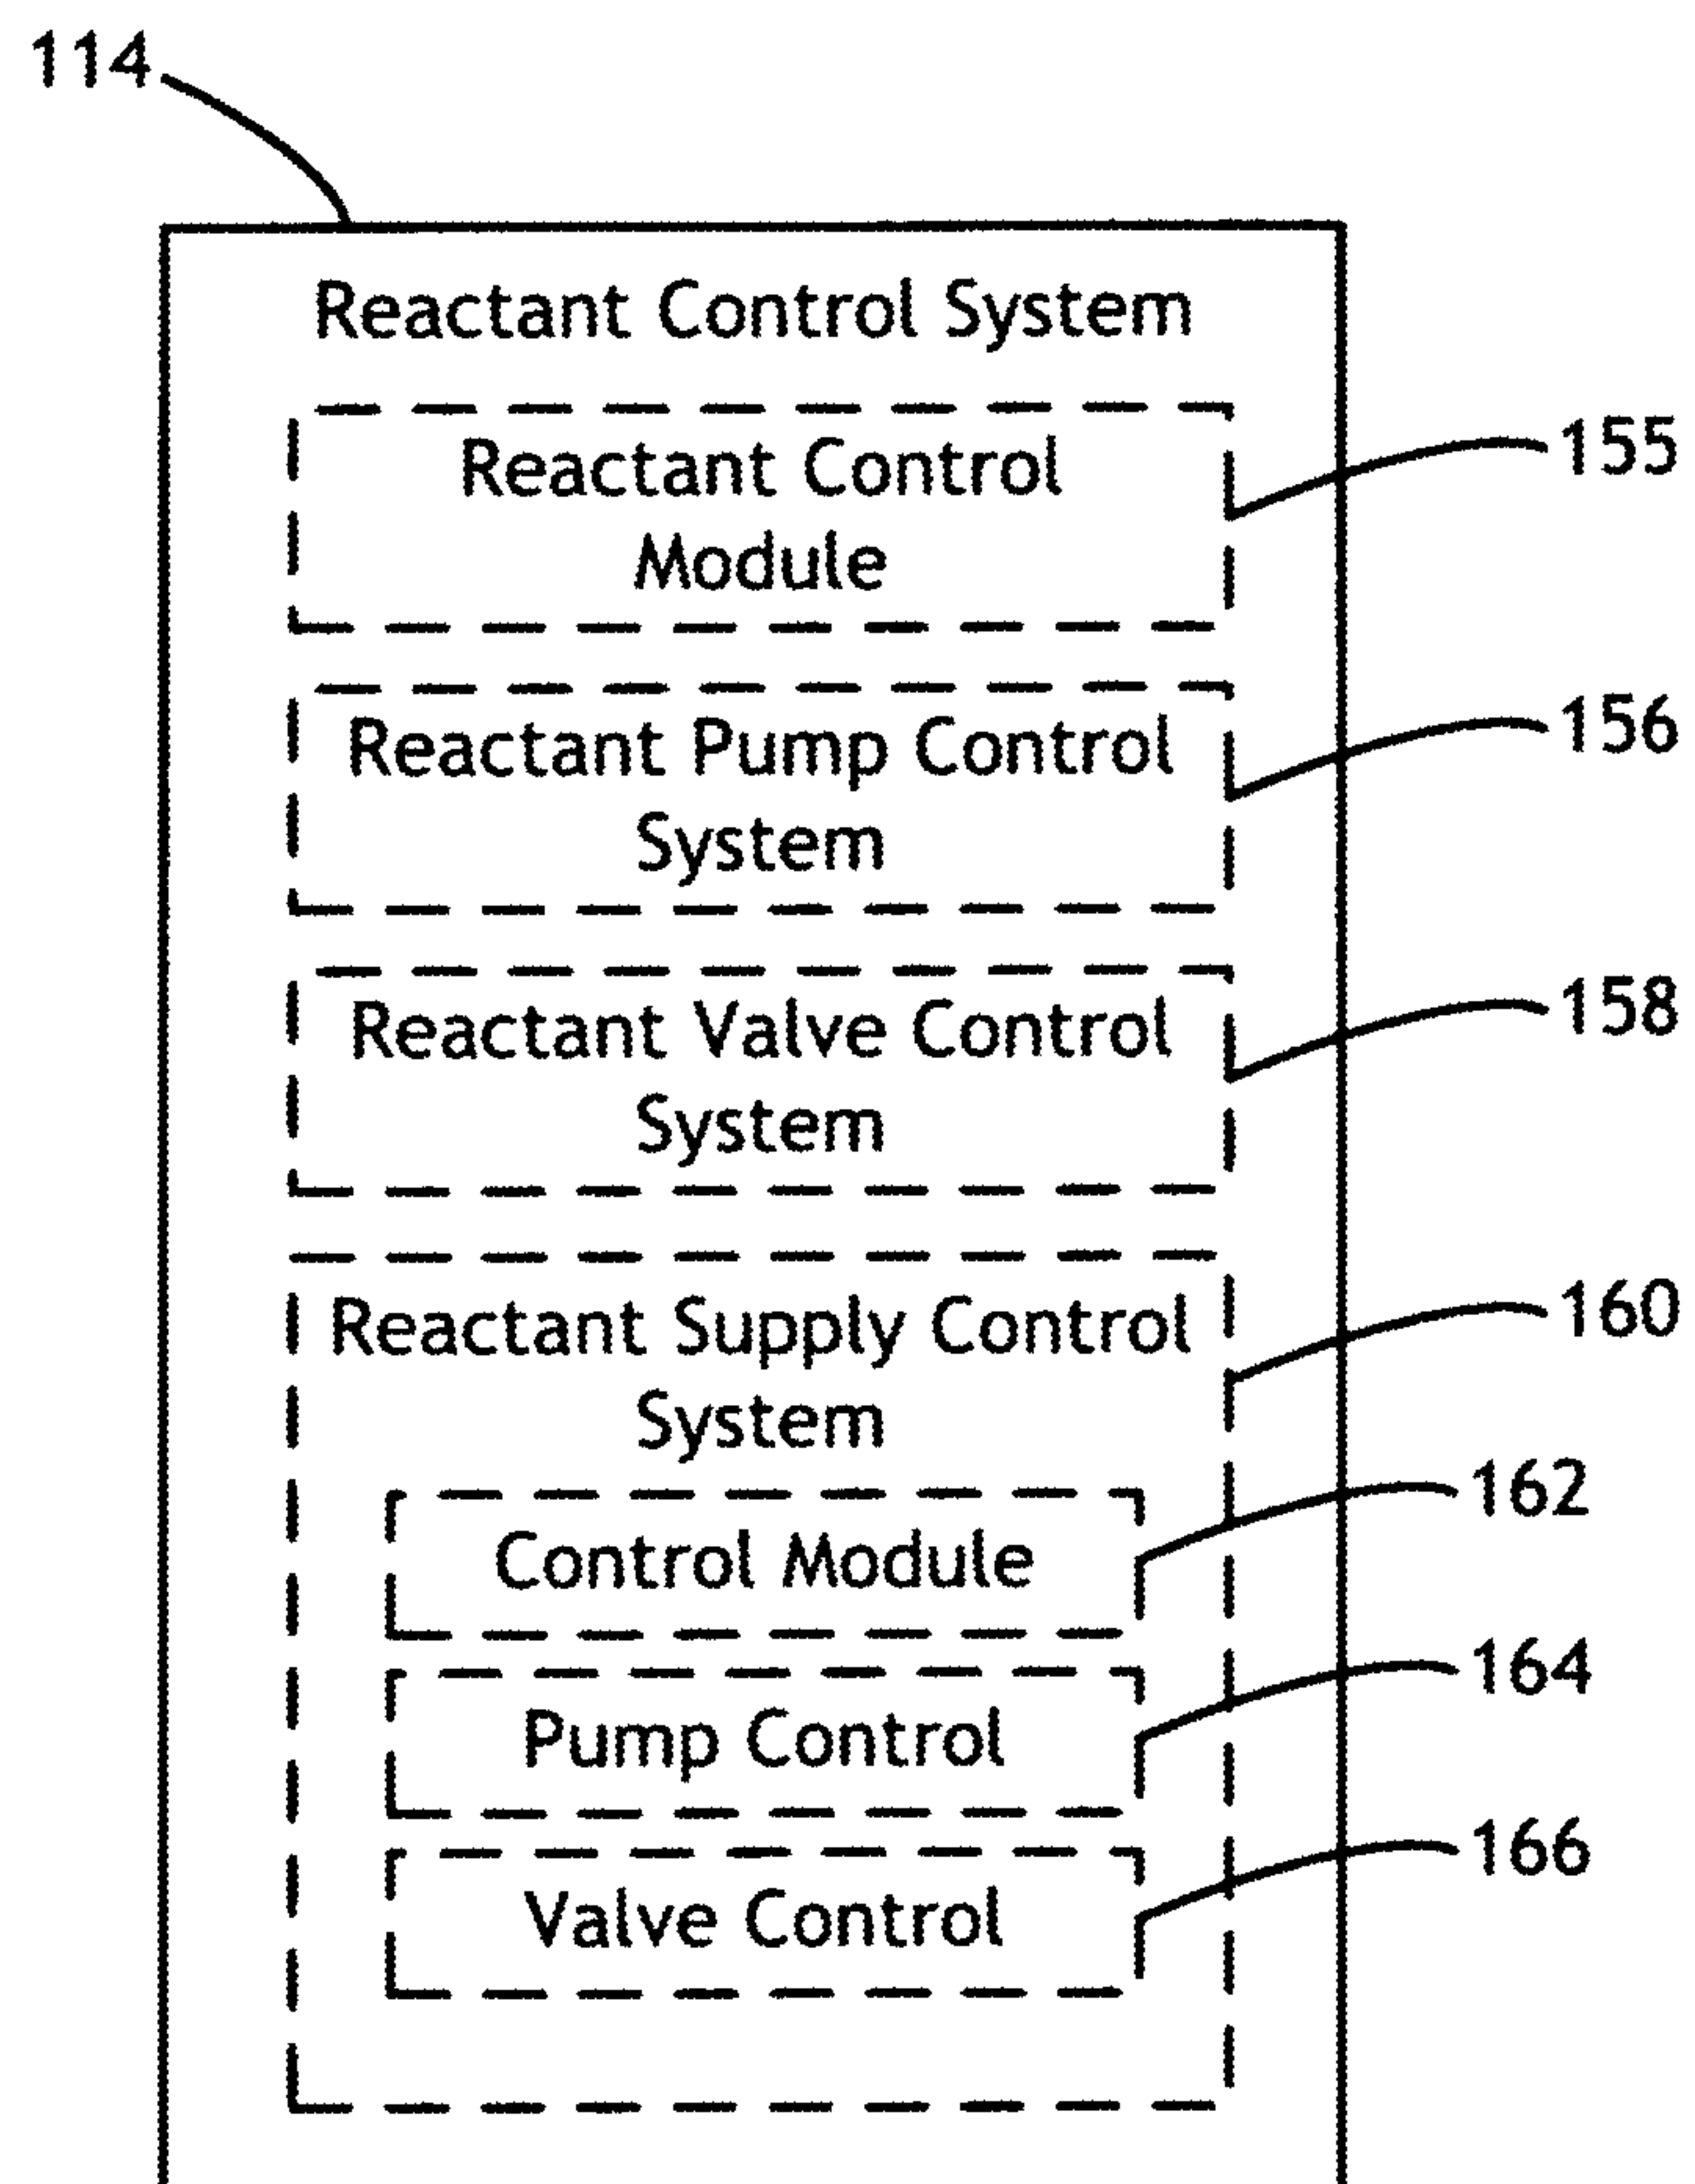 114
Reactant Control System
Reactant Control
Module
155
Reactant Pump Control
System
156
Reactant Valve Control
System
158
Reactant Supply Control
System
160
Control Module
162
Pump Control
164
Valve Control
166